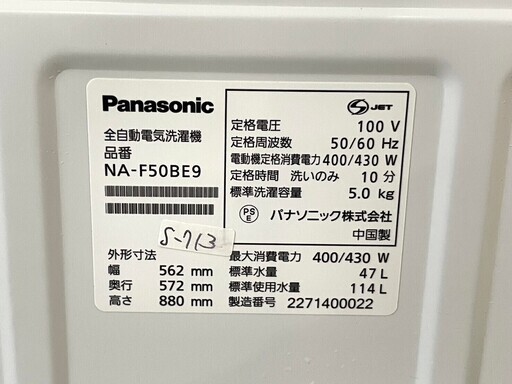 Panasonic
全自動電気洗濯機
品番
NA-F50BE9
S-713
外形寸法
幅 562 mm
奥行 572 mm
高さ 880 mm
S JET
定格電圧 100 V
定格周波数 50/60 Hz
電動機定格消費電力 400/430 W
定格時間 洗いのみ 10 分
標準洗濯容量 5.0 kg
PS E パナソニック株式会社
中国製
最大消費電力 400/430 W
標準水量 47 L
標準使用水量 114 L
製造番号 2271400022